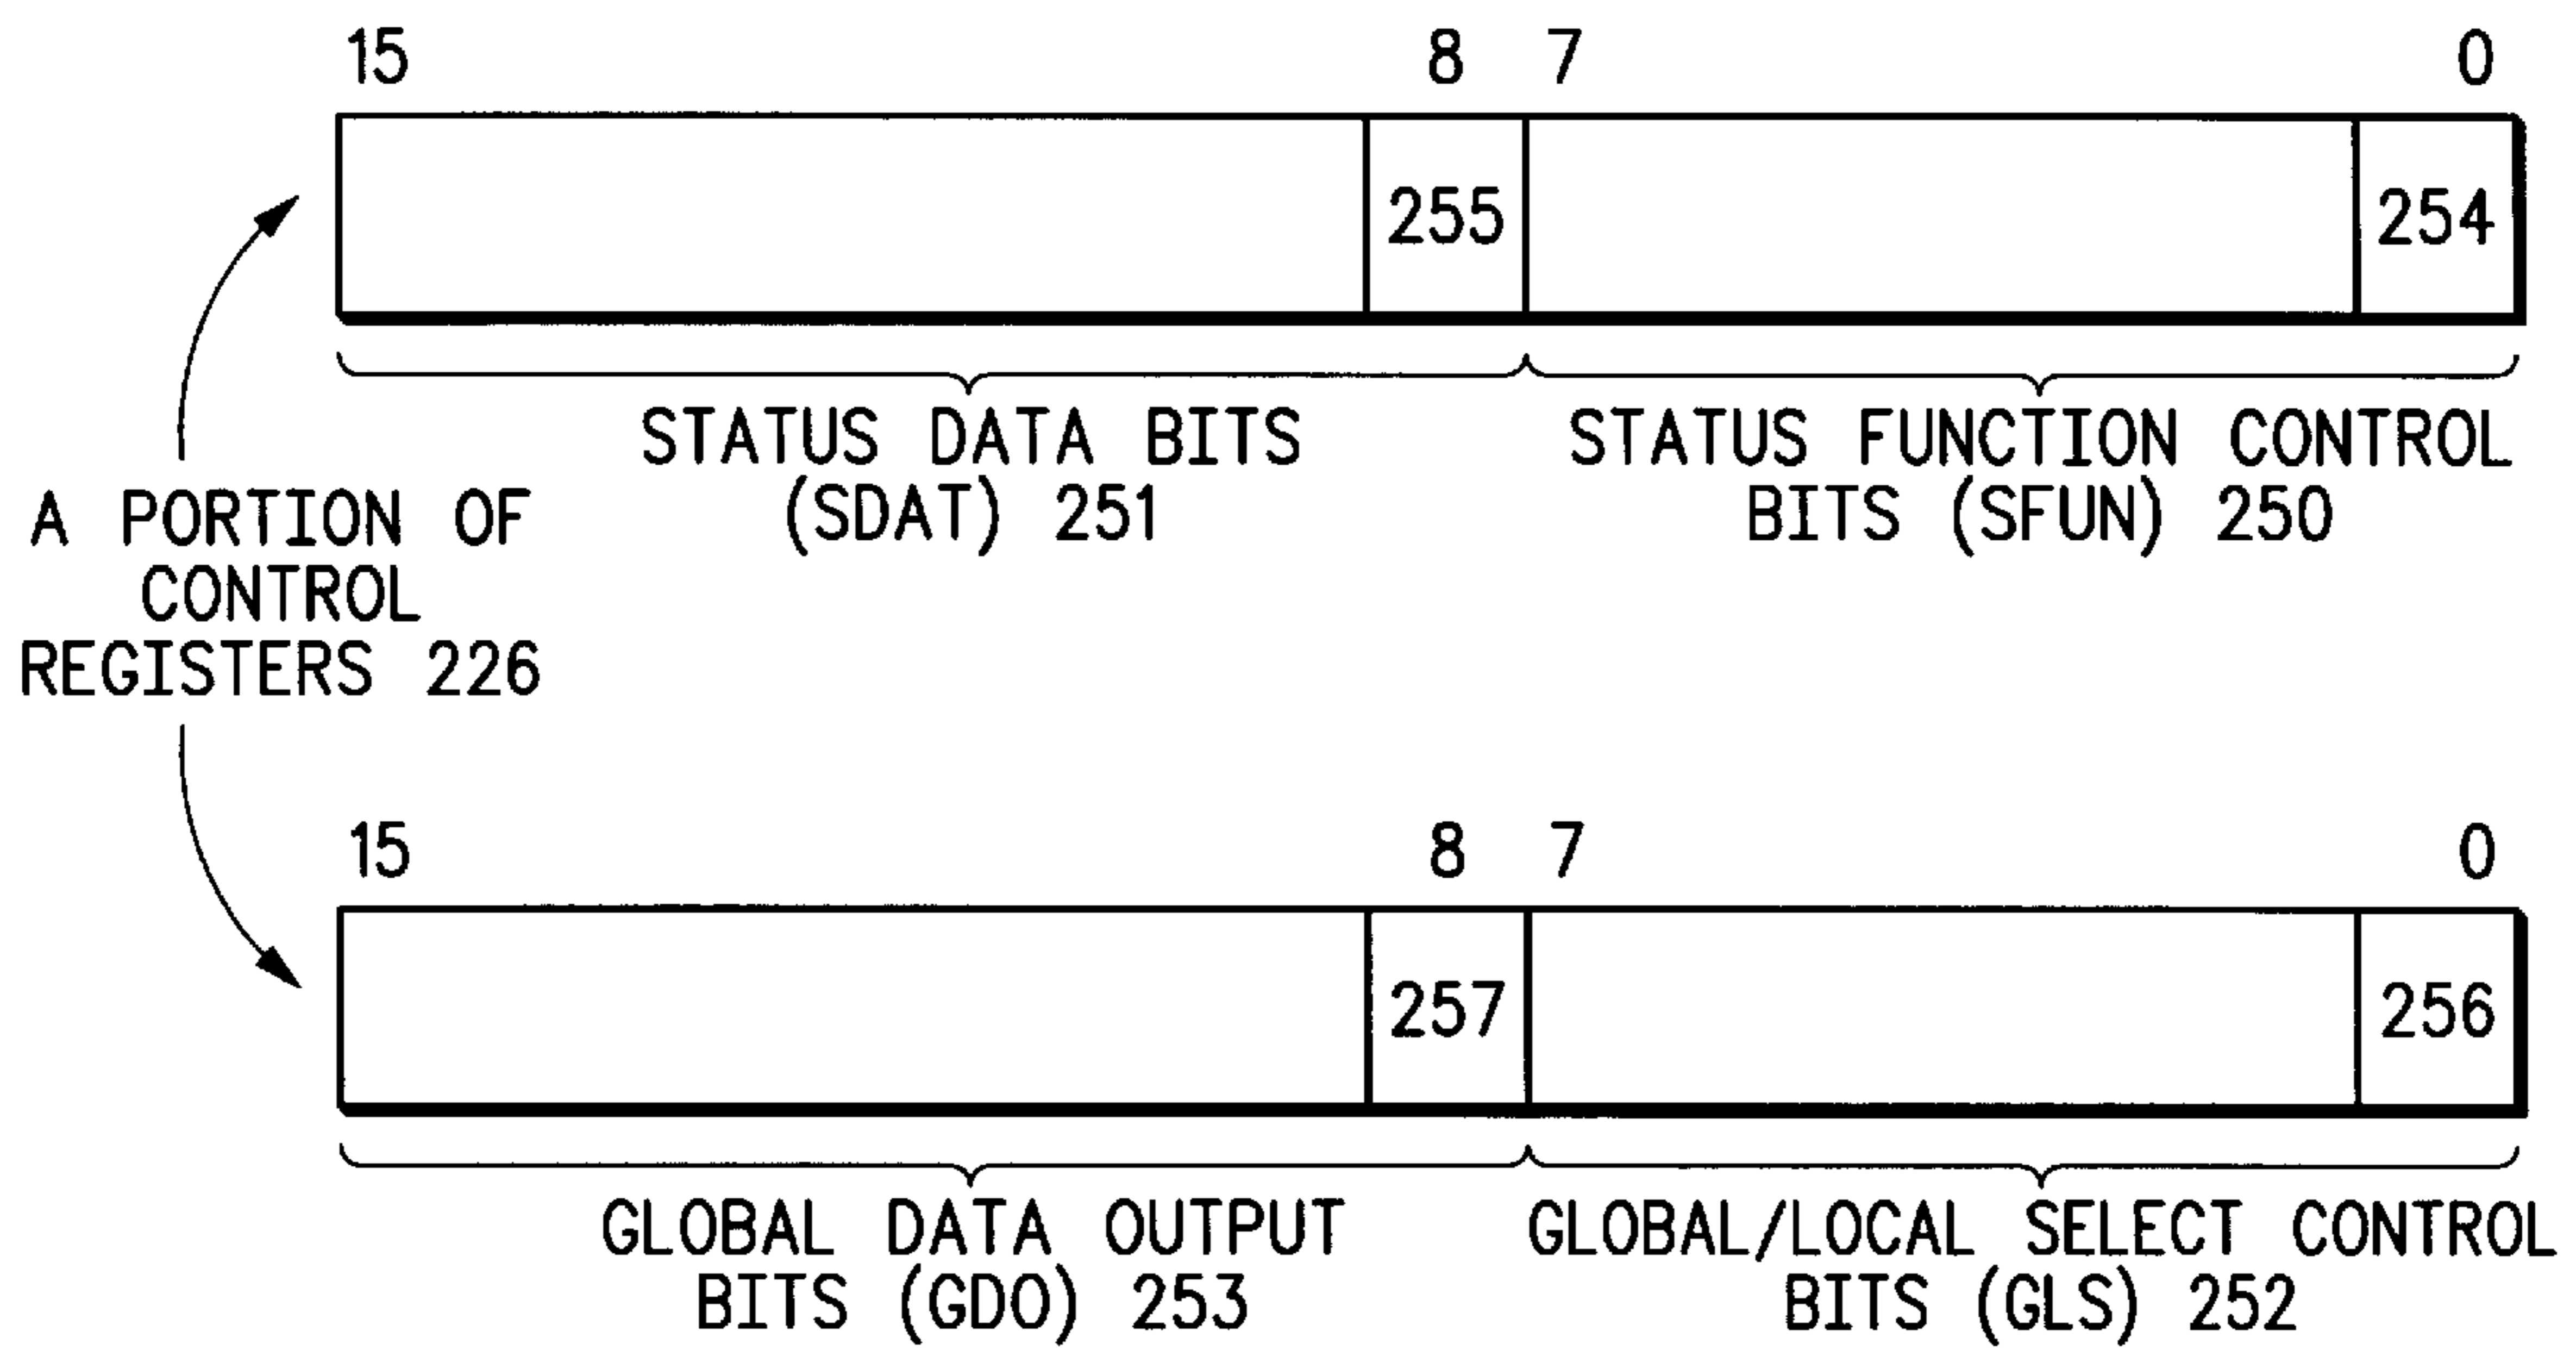 15 8 7 0
255 254
STATUS DATA BITS
(SDAT) 251
STATUS FUNCTION CONTROL
BITS (SFUN) 250
A PORTION OF
CONTROL
REGISTERS 226
15 8 7 0
257 256
GLOBAL DATA OUTPUT
BITS (GDO) 253
GLOBAL/LOCAL SELECT CONTROL
BITS (GLS) 252